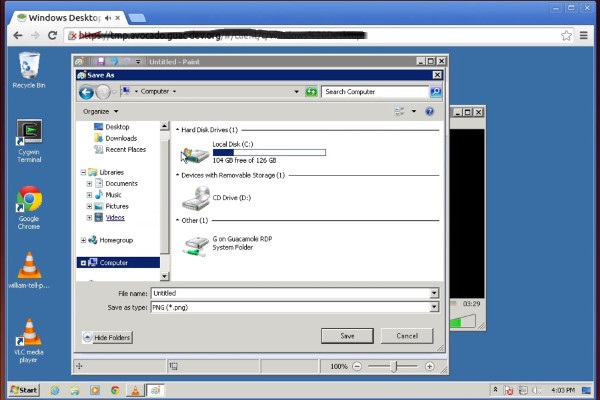 Windows Desktop
https://tmp.avocado.guac-dev.org/
Untitled - Paint
Save As
Computer
Search Computer
Organize
Desktop
Downloads
Recent Places
Libraries
Documents
Music
Pictures
Videos
Homegroup
Computer
Hard Disk Drives (1)
Local Disk (C:)
104 GB free of 126 GB
Devices with Removable Storage (1)
CD Drive (D:)
Other (1)
G on Guacamole RDP
System Folder
File name: Untitled
Save as type: PNG (*.png)
Hide Folders
Save
Cancel
100%
03:29
Recycle Bin
Cygwin
Terminal
Google
Chrome
william-tell-p...
VLC media
player
Start
4:03 PM